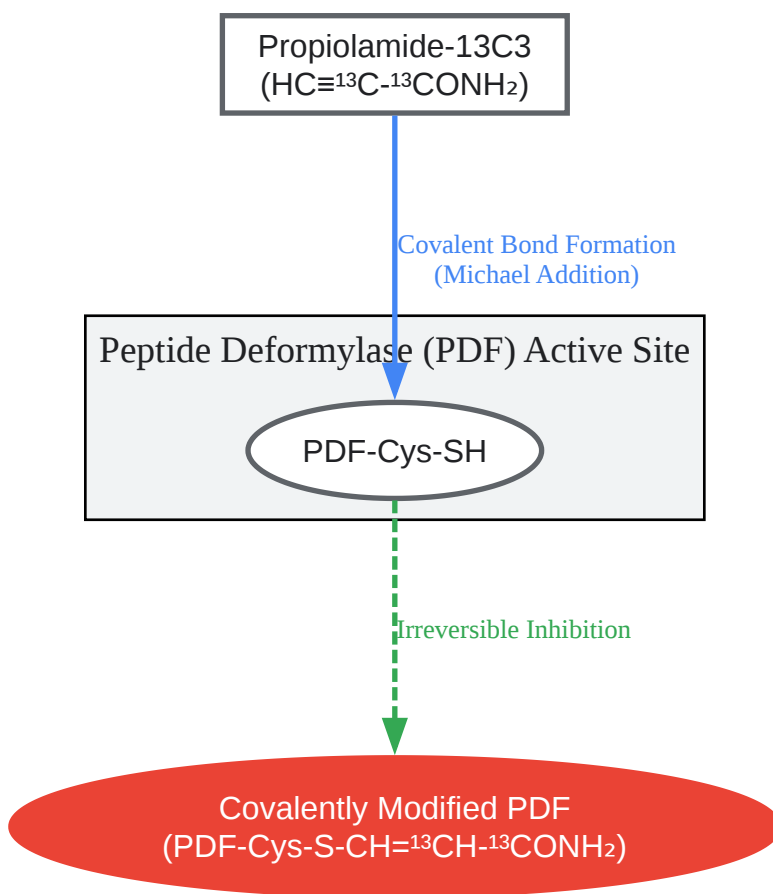 Propiolamide-13C3
(HC≡¹³C-¹³CONH₂)
Covalent Bond Formation
(Michael Addition)
Peptide Deformylase (PDF) Active Site
PDF-Cys-SH
Irreversible Inhibition
Covalently Modified PDF
(PDF-Cys-S-CH=¹³CH-¹³CONH₂)